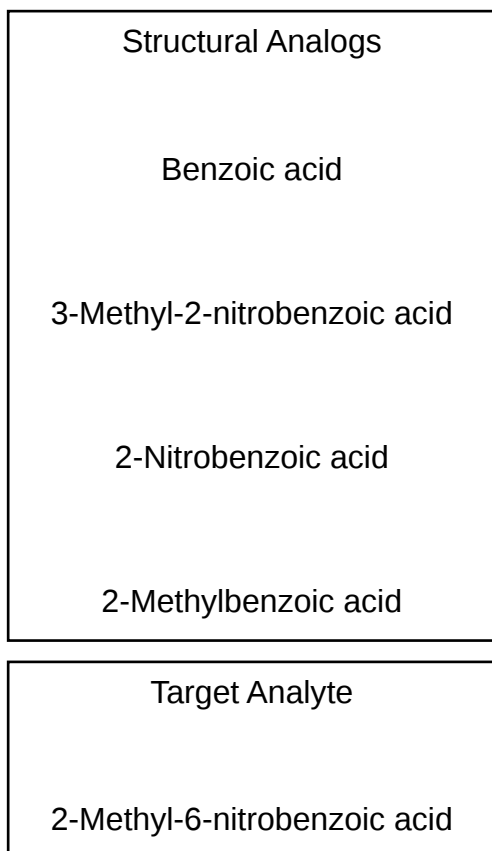 Structural Analogs
Benzoic acid
3-Methyl-2-nitrobenzoic acid
2-Nitrobenzoic acid
2-Methylbenzoic acid
Target Analyte
2-Methyl-6-nitrobenzoic acid